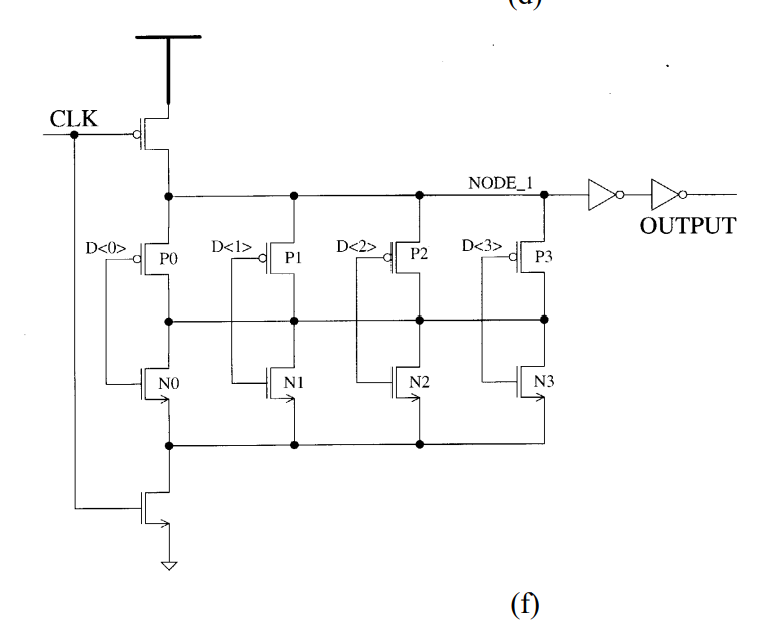 (d)
CLK
NODE_1
OUTPUT
D<0> P0 D<1> P1 D<2> P2 D<3> P3
N0 N1 N2 N3
(f)